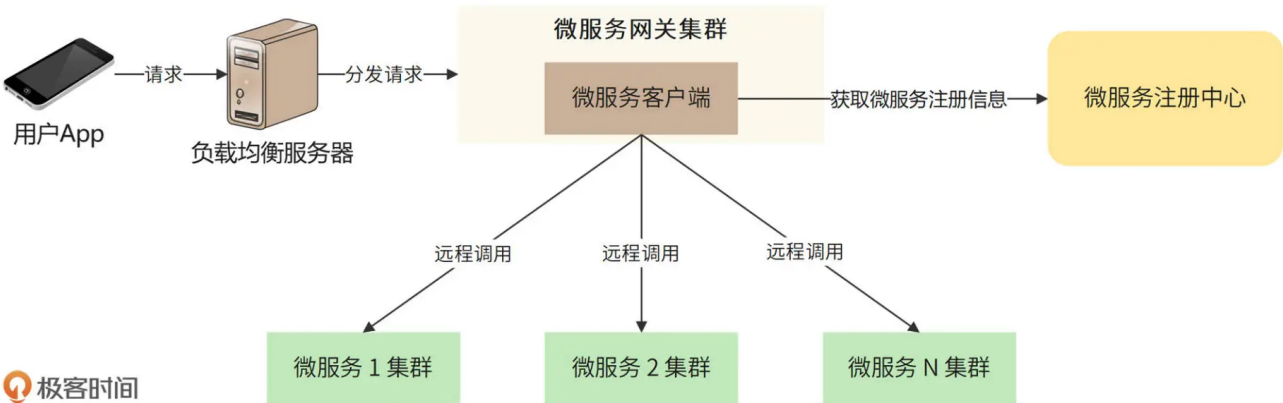 微服务网关集群
请求
分发请求
微服务客户端
获取微服务注册信息
微服务注册中心
用户App
负载均衡服务器
远程调用
远程调用
远程调用
微服务 1 集群
微服务 2 集群
微服务 N 集群
极客时间